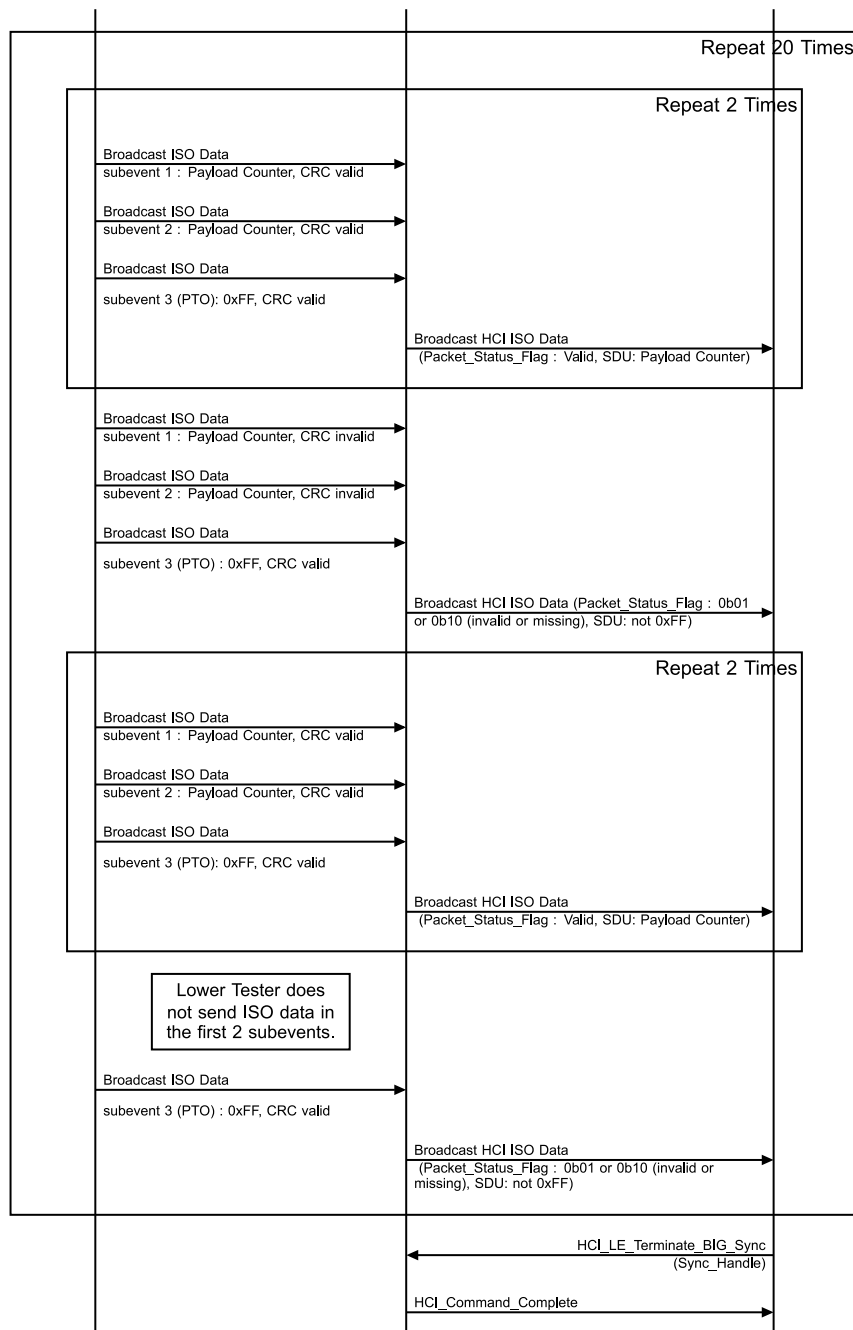 Repeat 20 Times
Repeat 2 Times
Broadcast ISO Data
subevent 1 : Payload Counter, CRC valid
Broadcast ISO Data
subevent 2 : Payload Counter, CRC valid
Broadcast ISO Data
subevent 3 (PTO): 0xFF, CRC valid
Broadcast HCI ISO Data
(Packet_Status_Flag : Valid, SDU: Payload Counter)
Broadcast ISO Data
subevent 1 : Payload Counter, CRC invalid
Broadcast ISO Data
subevent 2 : Payload Counter, CRC invalid
Broadcast ISO Data
subevent 3 (PTO) : 0xFF, CRC valid
Broadcast HCI ISO Data (Packet_Status_Flag : 0b01
or 0b10 (invalid or missing), SDU: not 0xFF)
Repeat 2 Times
Broadcast ISO Data
subevent 1 : Payload Counter, CRC valid
Broadcast ISO Data
subevent 2 : Payload Counter, CRC valid
Broadcast ISO Data
subevent 3 (PTO): 0xFF, CRC valid
Broadcast HCI ISO Data
(Packet_Status_Flag : Valid, SDU: Payload Counter)
Lower Tester does
not send ISO data in
the first 2 subevents.
Broadcast ISO Data
subevent 3 (PTO) : 0xFF, CRC valid
Broadcast HCI ISO Data
(Packet_Status_Flag : 0b01 or 0b10 (invalid or
missing), SDU: not 0xFF)
HCI_LE_Terminate_BIG_Sync
(Sync_Handle)
HCI_Command_Complete